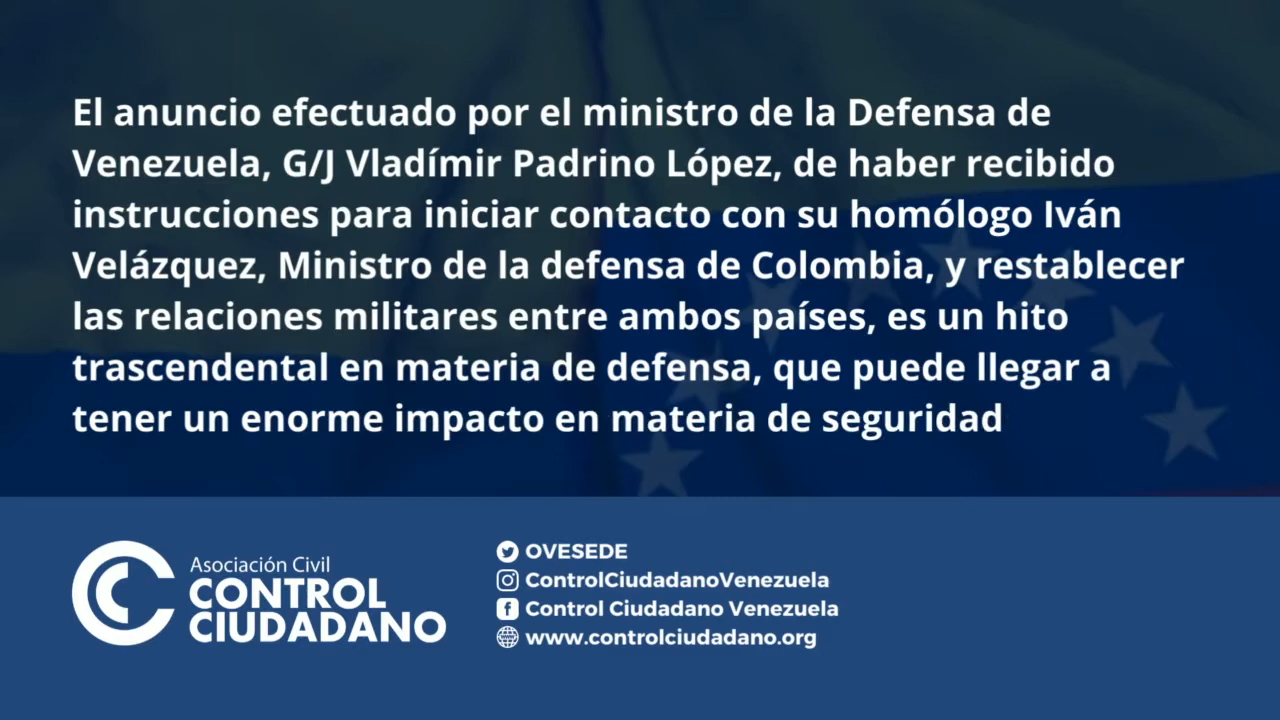 El anuncio efectuado por el ministro de la Defensa de
Venezuela, G/J Vladímir Padrino López, de haber recibido
instrucciones para iniciar contacto con su homólogo Iván
Velázquez, Ministro de la defensa de Colombia, y restablecer
las relaciones militares entre ambos países, es un hito
trascendental en materia de defensa, que puede llegar a
tener un enorme impacto en materia de seguridad
Asociación Civil
CONTROL
CIUDADANO
OVESEDE
ControlCiudadanoVenezuela
Control Ciudadano Venezuela
www.controlciudadano.org